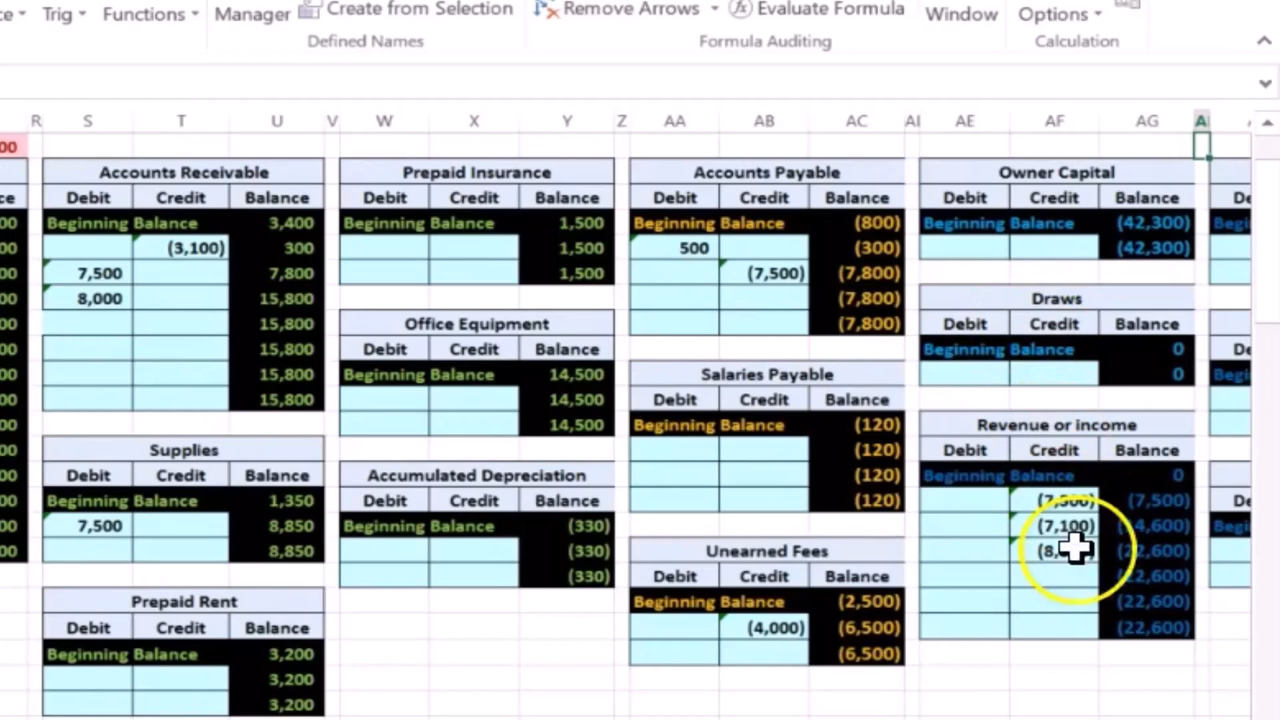 Trig Functions Manager Create from Selection Remove Arrows fx Evaluate Formula Window Options
Defined Names Formula Auditing Calculation
R S T U V W X Y Z AA AB AC AE AF AG
00
Accounts Receivable
Debit Credit Balance
Beginning Balance 3,400
(3,100) 300
7,500 7,800
8,000 15,800
15,800
15,800
15,800
15,800
Supplies
Debit Credit Balance
Beginning Balance 1,350
7,500 8,850
8,850
Prepaid Rent
Debit Credit Balance
Beginning Balance 3,200
3,200
3,200
Prepaid Insurance
Debit Credit Balance
Beginning Balance 1,500
1,500
1,500
Office Equipment
Debit Credit Balance
Beginning Balance 14,500
14,500
14,500
Accumulated Depreciation
Debit Credit Balance
Beginning Balance (330)
(330)
(330)
Accounts Payable
Debit Credit Balance
Beginning Balance (800)
500 (300)
(7,500) (7,800)
(7,800)
(7,800)
Salaries Payable
Debit Credit Balance
Beginning Balance (120)
(120)
(120)
(120)
Unearned Fees
Debit Credit Balance
Beginning Balance (2,500)
(4,000) (6,500)
(6,500)
Owner Capital
Debit Credit Balance
Beginning Balance (42,300)
(42,300)
Draws
Debit Credit Balance
Beginning Balance 0
0
Revenue or income
Debit Credit Balance
Beginning Balance 0
(7,500) (7,500)
(7,100) (14,600)
(22,600)
(22,600)
(22,600)
(22,600)